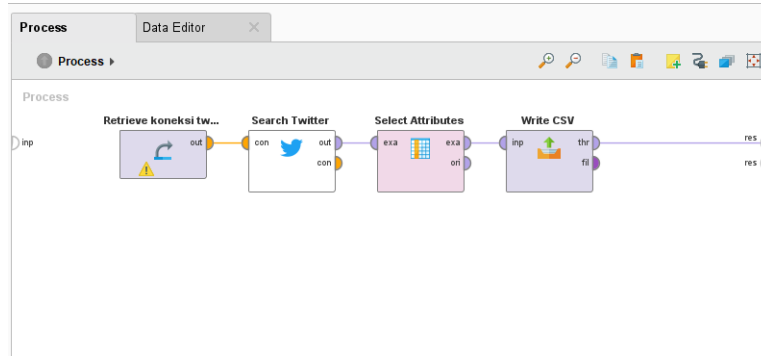 Process
Data Editor
Process
Process
Retrieve koneksi tw...
Search Twitter
Select Attributes
Write CSV
inp
out
con
out
exa
exa
inp
thr
res
con
ori
fil
res